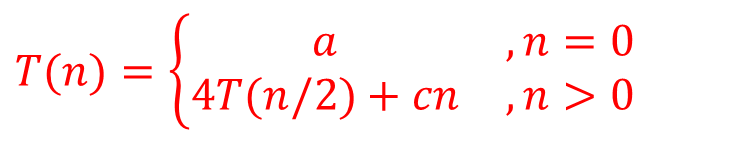 T(n) = { a , n = 0
4T(n/2) + cn , n > 0